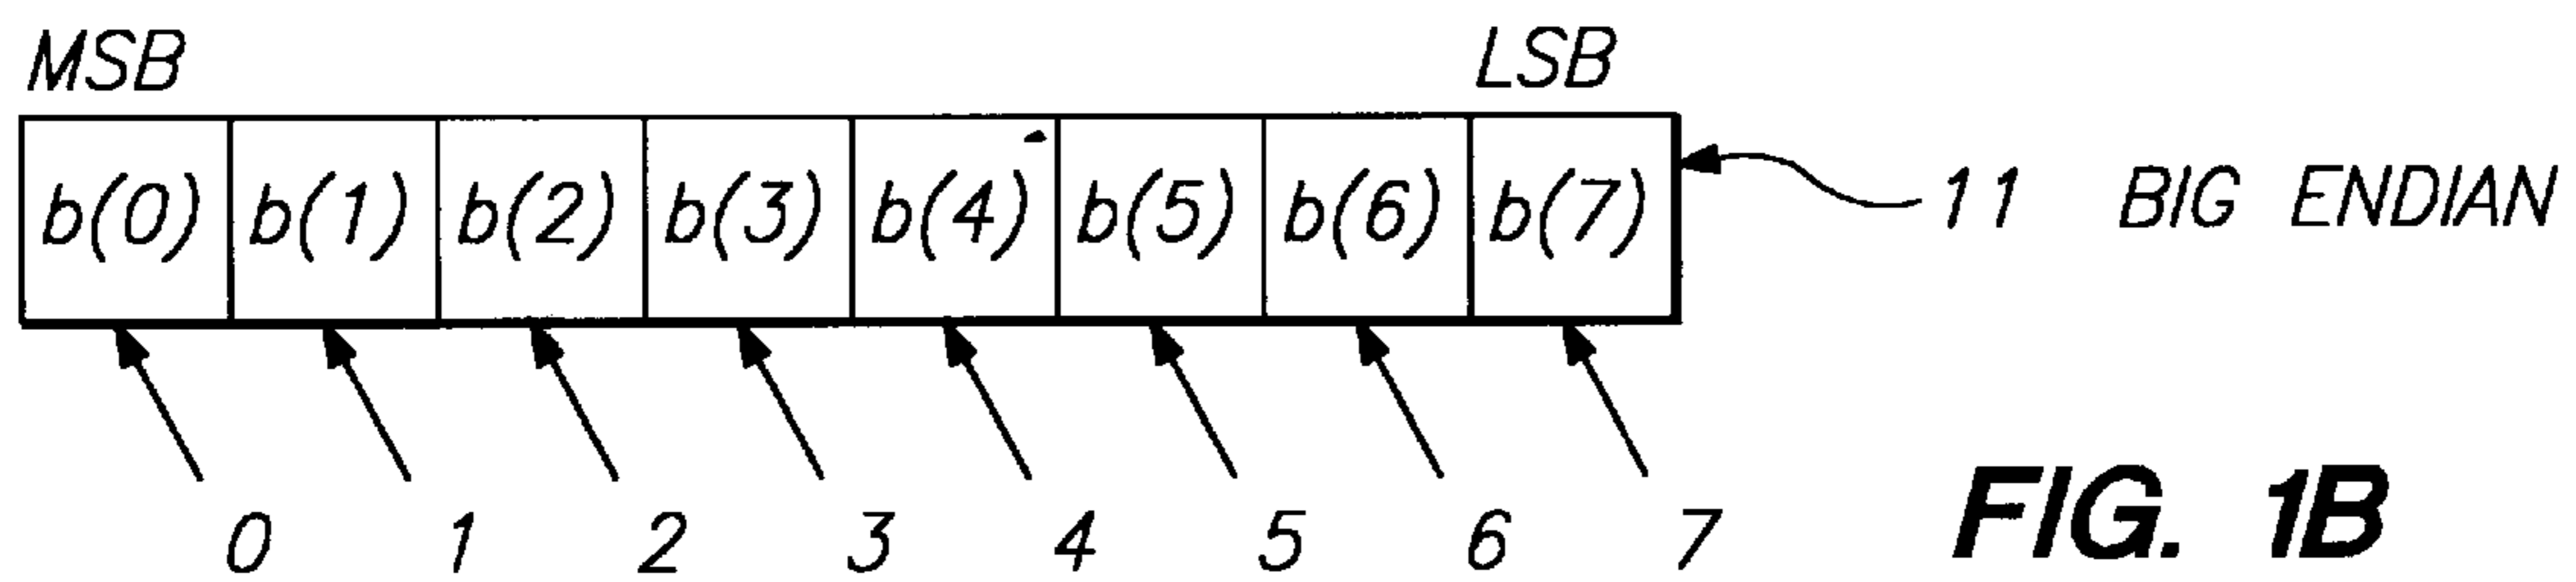 MSB LSB
b(0) b(1) b(2) b(3) b(4) b(5) b(6) b(7) 11 BIG ENDIAN
0 1 2 3 4 5 6 7
FIG. 1B